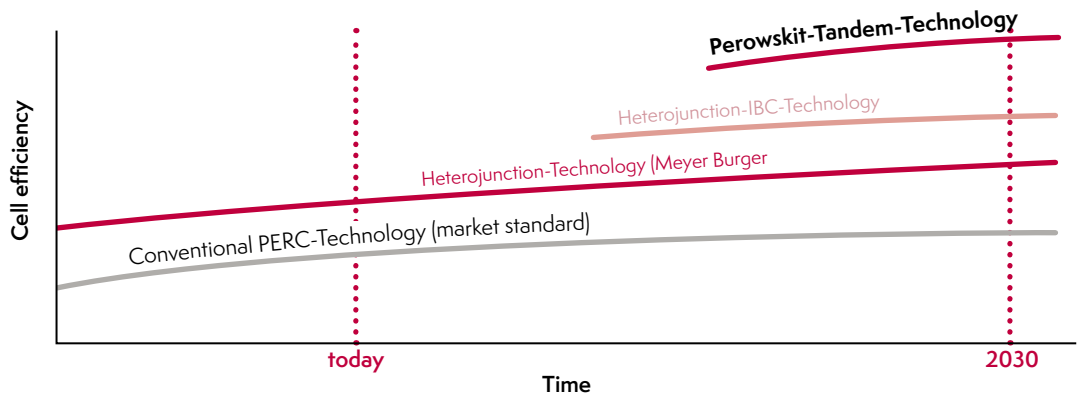 Perowskit-Tandem-Technology
Heterojunction-IBC-Technology
Heterojunction-Technology (Meyer Burger
Conventional PERC-Technology (market standard)
Cell efficiency
today
2030
Time